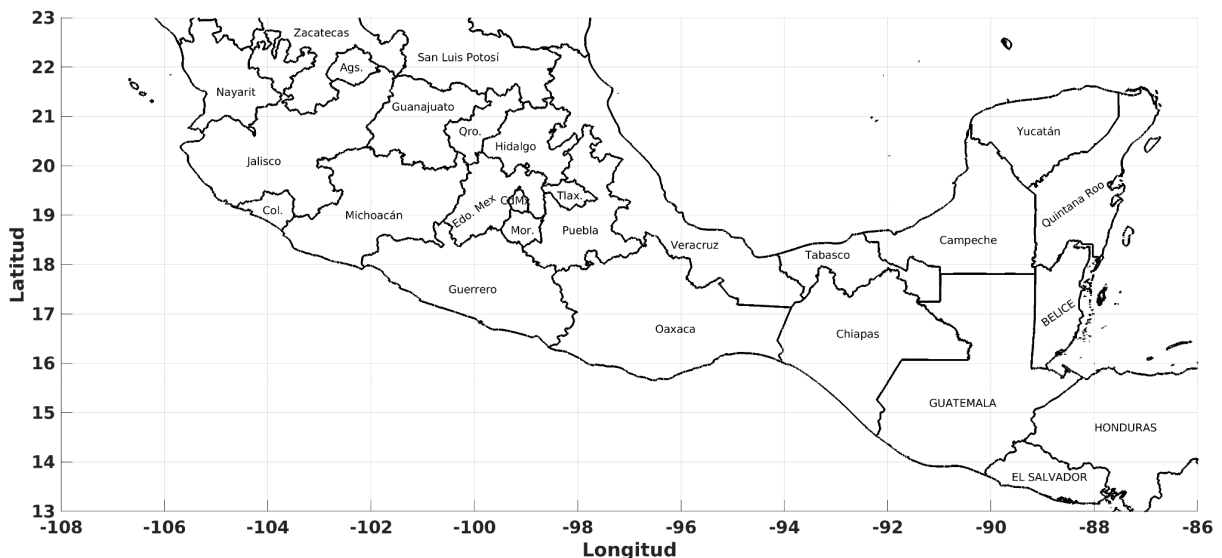 23
Zacatecas
San Luis Potosí
22
Ags.
Nayarit
Guanajuato
21
Qro.
Yucatán
Hidalgo
20
Jalisco
Tlax.
Quintana Roo
Edo. Mex
CDMx
19
Col.
Michoacán
Mor.
Puebla
Veracruz
Campeche
Tabasco
18
Guerrero
17
BELICE
Oaxaca
Chiapas
16
15
GUATEMALA
HONDURAS
14
EL SALVADOR
13
Latitud
-108 -106 -104 -102 -100 -98 -96 -94 -92 -90 -88 -86
Longitud